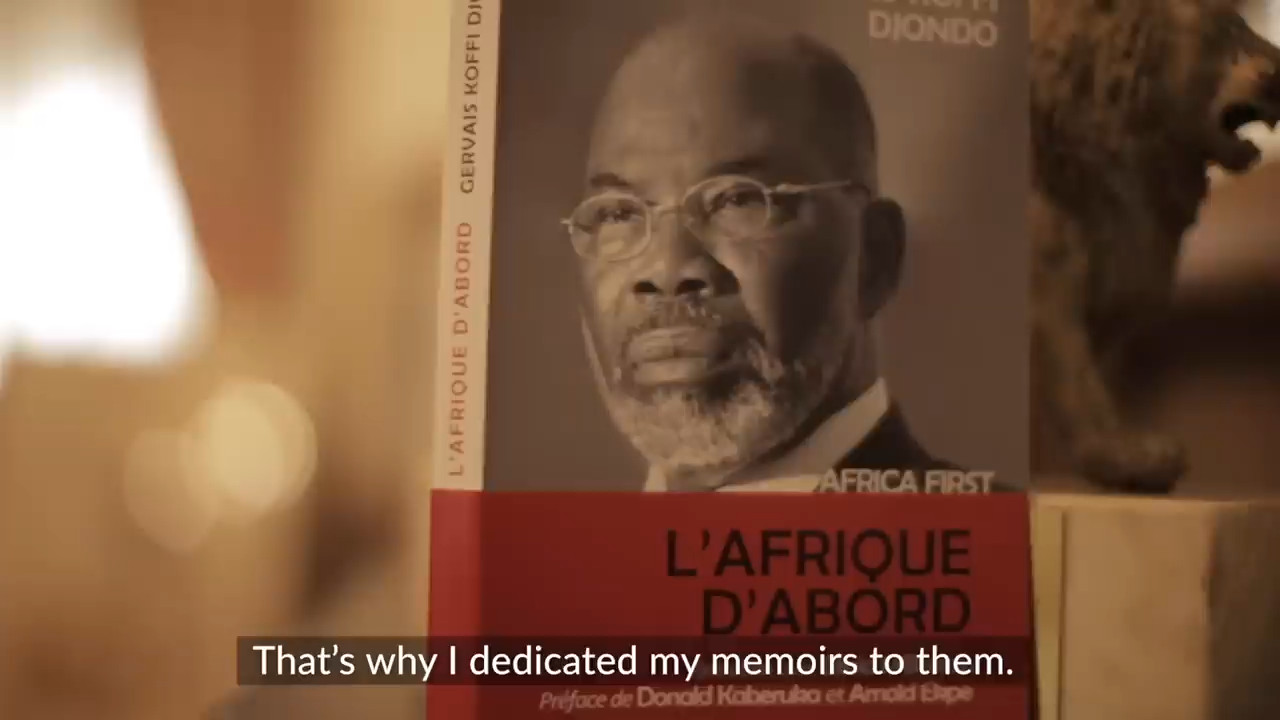 DJONDO
L'AFRIQUE D'ABORD GERVAIS KOFFI
AFRICA FIRST
L'AFRIQUE
D'ABORD
That's why I dedicated my memoirs to them.
Préface de Donald Kaberuka et Arnold Ekpe